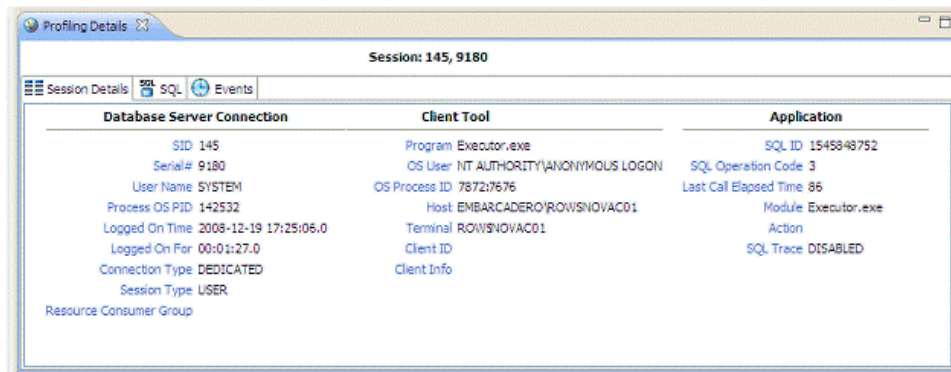 Profiling Details
Session: 145, 9180
Session Details SQL Events
Database Server Connection
SID 145
Serial# 9180
User Name SYSTEM
Process OS PID 142532
Logged On Time 2008-12-19 17:25:06.0
Logged On For 00:01:27.0
Connection Type DEDICATED
Session Type USER
Resource Consumer Group
Client Tool
Program Executor.exe
OS User NT AUTHORITY\ANONYMOUS LOGON
OS Process ID 7872:7676
Host EMBARCADERO\ROWSNOVAC01
Terminal ROWSNOVAC01
Client ID
Client Info
Application
SQL ID 1545848752
SQL Operation Code 3
Last Call Elapsed Time 86
Module Executor.exe
Action
SQL Trace DISABLED